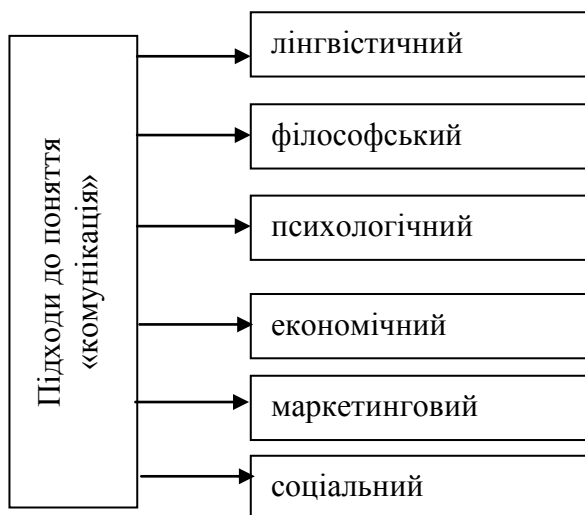 Підходи до поняття
«комунікація»
лінгвістичний
філософський
психологічний
економічний
маркетинговий
соціальний